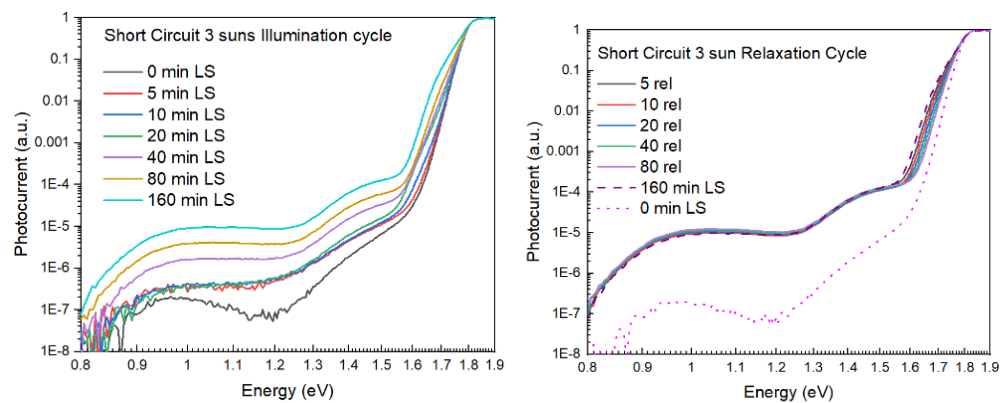 Short Circuit 3 suns Illumination cycle
0 min LS
5 min LS
10 min LS
20 min LS
40 min LS
80 min LS
160 min LS
Photocurrent (a.u.)
1
0.1
0.01
0.001
1E-4
1E-5
1E-6
1E-7
1E-8
0.8 0.9 1 1.1 1.2 1.3 1.4 1.5 1.6 1.7 1.8 1.9
Energy (eV)
Short Circuit 3 sun Relaxation Cycle
5 rel
10 rel
20 rel
40 rel
80 rel
160 min LS
0 min LS
Photocurrent (a.u.)
1
0.1
0.01
0.001
1E-4
1E-5
1E-6
1E-7
1E-8
0.8 0.9 1 1.1 1.2 1.3 1.4 1.5 1.6 1.7 1.8 1.9
Energy (eV)